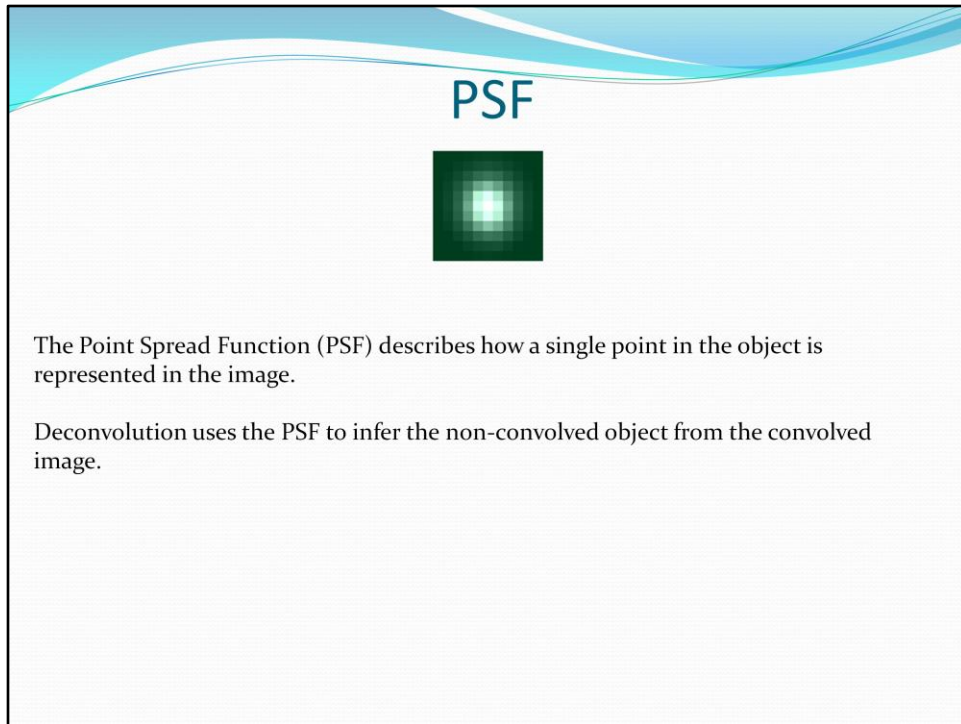 PSF
The Point Spread Function (PSF) describes how a single point in the object is
represented in the image.
Deconvolution uses the PSF to infer the non-convolved object from the convolved
image.